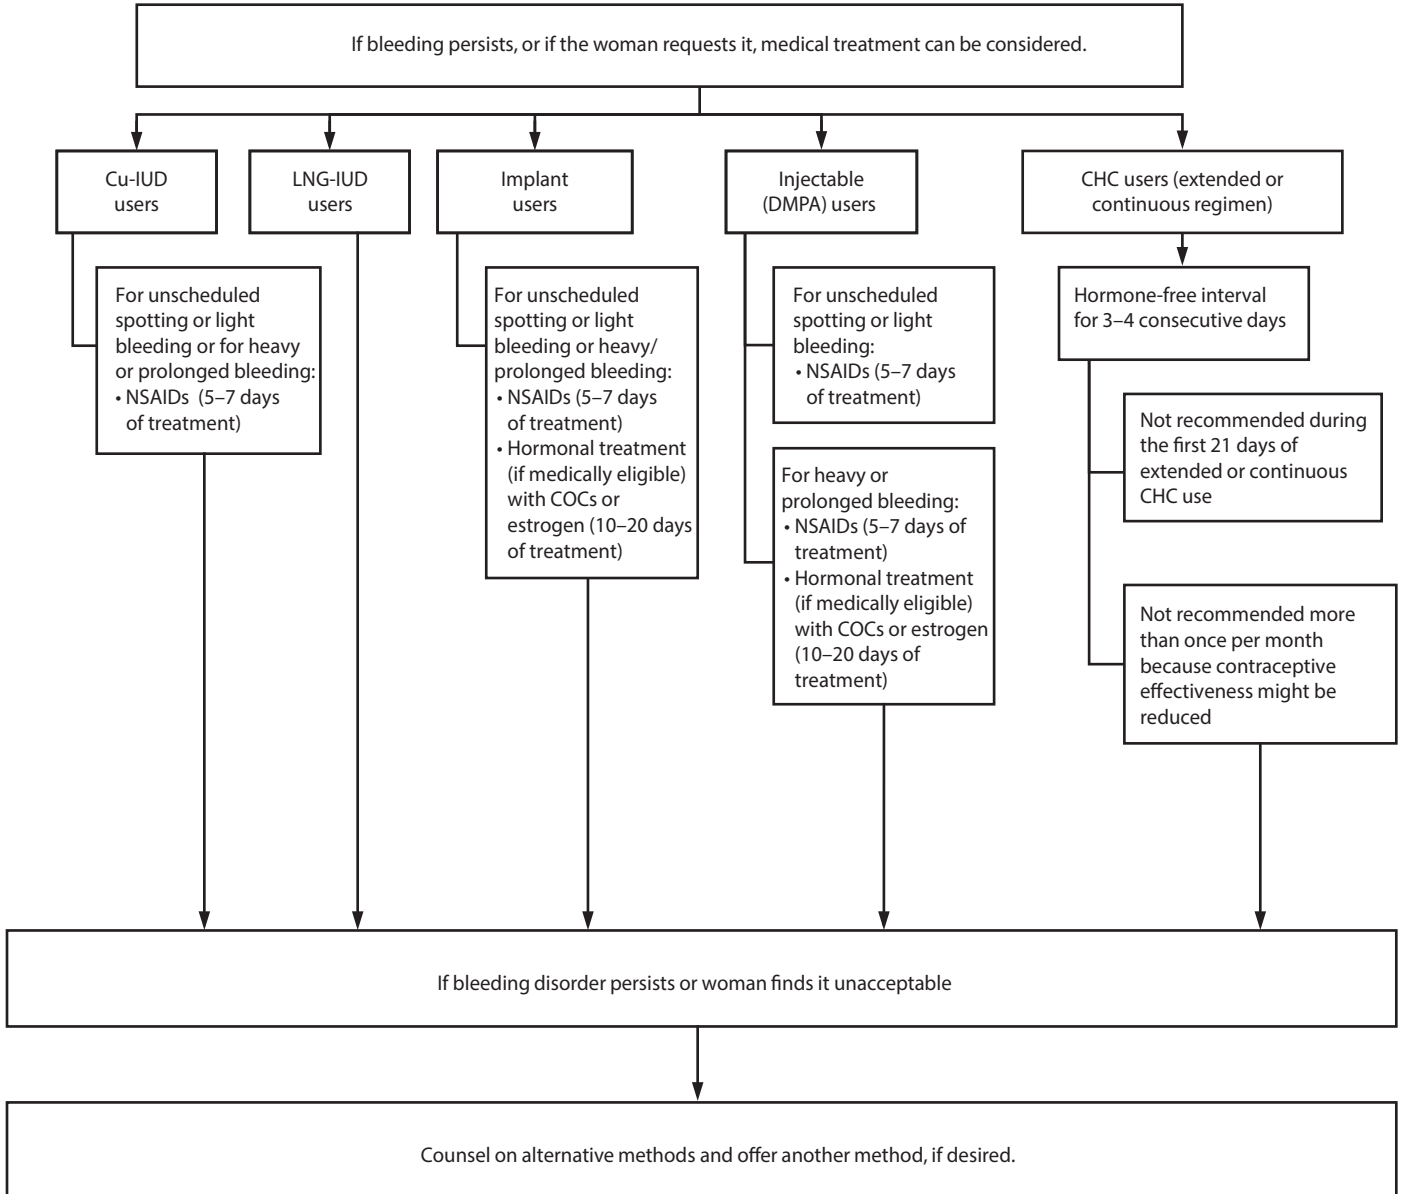 If bleeding persists, or if the woman requests it, medical treatment can be considered.
Cu-IUD
users
LNG-IUD
users
Implant
users
Injectable
(DMPA) users
CHC users (extended or
continuous regimen)
For unscheduled
spotting or light
bleeding or for heavy
or prolonged bleeding:
• NSAIDs (5–7 days
of treatment)
For unscheduled
spotting or light
bleeding or heavy/
prolonged bleeding:
• NSAIDs (5–7 days
of treatment)
• Hormonal treatment
(if medically eligible)
with COCs or
estrogen (10–20 days
of treatment)
For unscheduled
spotting or light
bleeding:
• NSAIDs (5–7 days
of treatment)
For heavy or
prolonged bleeding:
• NSAIDs (5–7 days of
treatment)
• Hormonal treatment
(if medically eligible)
with COCs or estrogen
(10–20 days of
treatment)
Hormone-free interval
for 3–4 consecutive days
Not recommended during
the first 21 days of
extended or continuous
CHC use
Not recommended more
than once per month
because contraceptive
effectiveness might be
reduced
If bleeding disorder persists or woman finds it unacceptable
Counsel on alternative methods and offer another method, if desired.